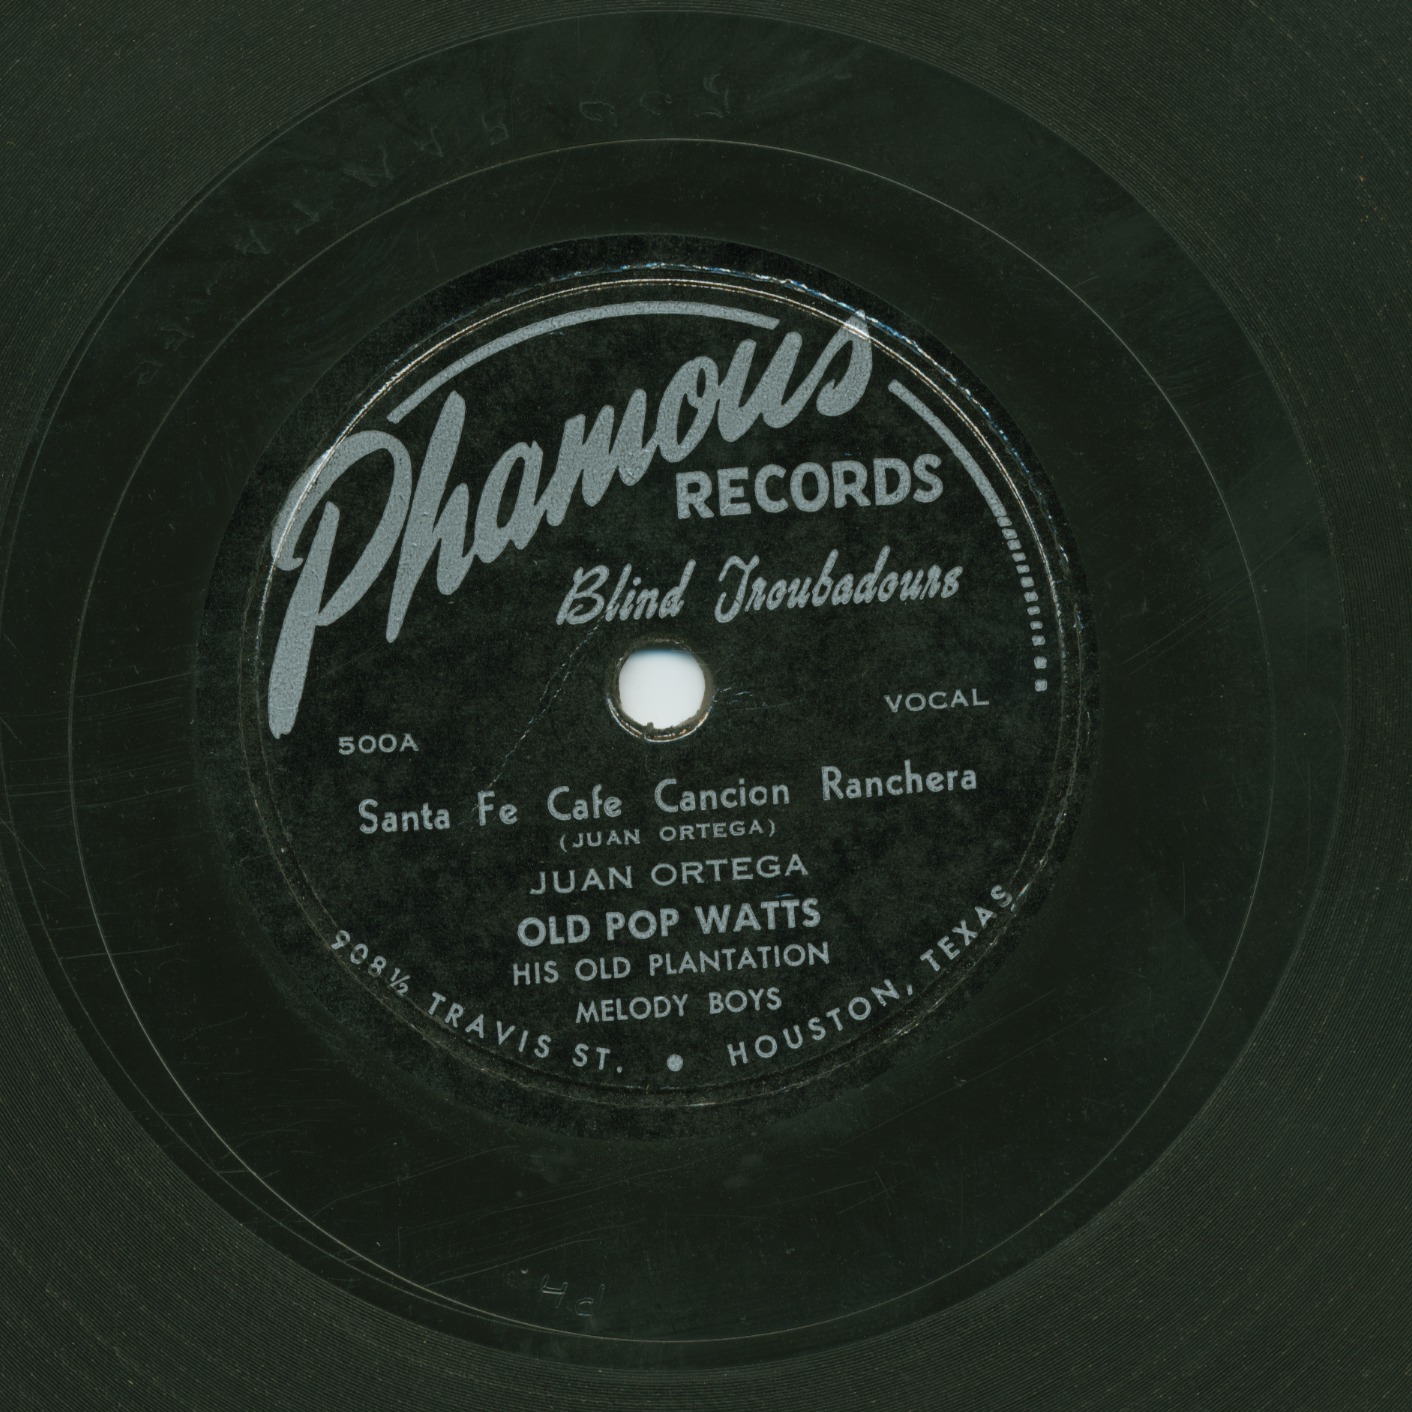 Phamous
RECORDS
Blind Troubadours
VOCAL
500A
Santa Fe Cafe Cancion Ranchera
(JUAN ORTEGA)
JUAN ORTEGA
OLD POP WATTS
HIS OLD PLANTATION
MELODY BOYS
908½ TRAVIS ST. • HOUSTON, TEXAS